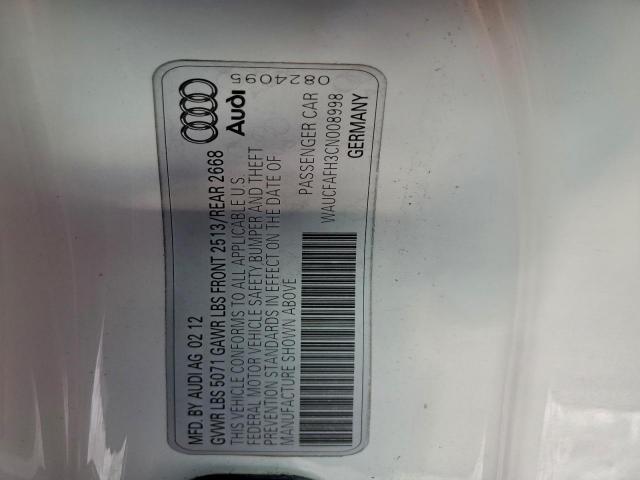 MFD. BY AUDI AG 02 12
GVWR LBS 5071 GAWR LBS FRONT 2513/REAR 2668
THIS VEHICLE CONFORMS TO ALL APPLICABLE U.S.
FEDERAL MOTOR VEHICLE SAFETY BUMPER AND THEFT
PREVENTION STANDARDS IN EFFECT ON THE DATE OF
MANUFACTURE SHOWN ABOVE
PASSENGER CAR
WAUCFAFH3CN008998
GERMANY
Audi
0824095